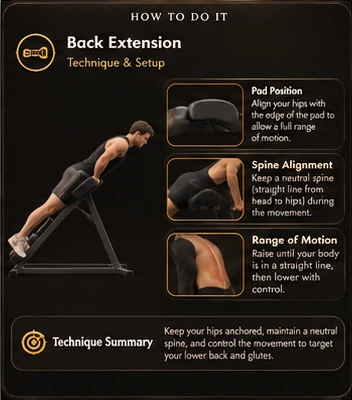 HOW TO DO IT
Back Extension
Technique & Setup
Pad Position
Align your hips with
the edge of the pad to
allow a full range
of motion.
Spine Alignment
Keep a neutral spine
(straight line from
head to hips) during
the movement.
Range of Motion
Raise until your body
is in a straight line,
then lower with
control.
Technique Summary
Keep your hips anchored, maintain a neutral
spine, and control the movement to target
your lower back and glutes.